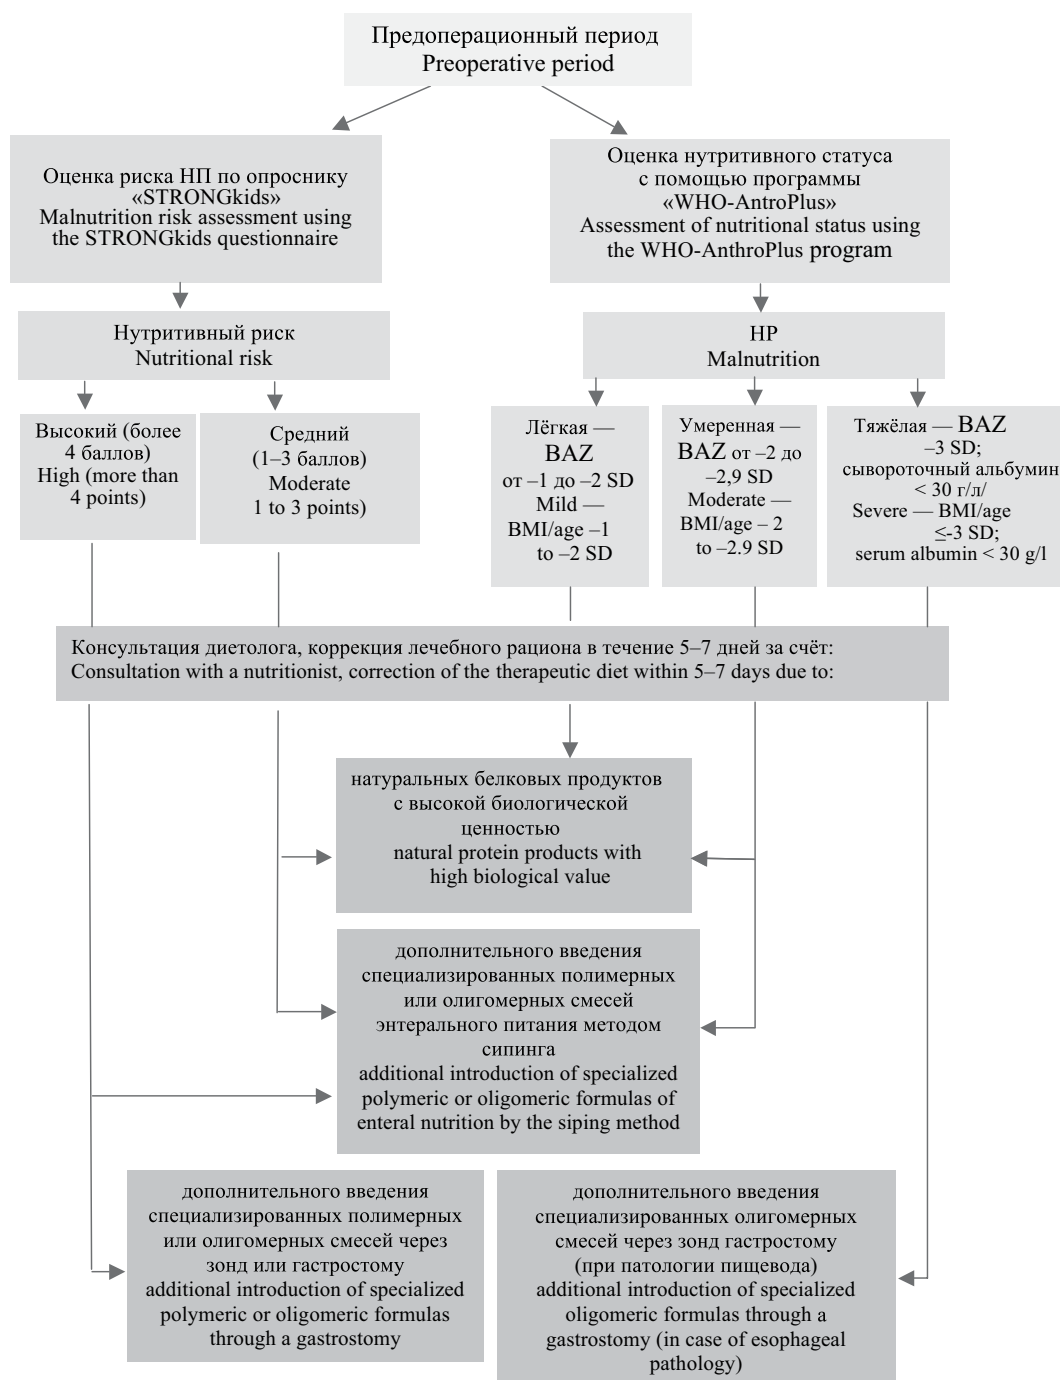 Предоперационный период
Preoperative period
Оценка риска НП по опроснику
«STRONGkids»
Malnutrition risk assessment using
the STRONGkids questionnaire
Оценка нутритивного статуса
с помощью программы
«WHO-AntroPlus»
Assessment of nutritional status using
the WHO-AnthroPlus program
Нутритивный риск
Nutritional risk
НР
Malnutrition
Высокий (более
4 баллов)
High (more than
4 points)
Средний
(1–3 баллов)
Moderate
1 to 3 points)
Лёгкая —
BAZ
от –1 до –2 SD
Mild —
BMI/age –1
to –2 SD
Умеренная —
BAZ от –2 до
–2,9 SD
Moderate —
BMI/age – 2
to –2.9 SD
Тяжёлая — BAZ
–3 SD;
сывороточный альбумин
< 30 г/л/
Severe — BMI/age
≤-3 SD;
serum albumin < 30 g/l
Консультация диетолога, коррекция лечебного рациона в течение 5–7 дней за счёт:
Consultation with a nutritionist, correction of the therapeutic diet within 5–7 days due to:
натуральных белковых продуктов
с высокой биологической
ценностью
natural protein products with
high biological value
дополнительного введения
специализированных полимерных
или олигомерных смесей
энтерального питания методом
сипинга
additional introduction of specialized
polymeric or oligomeric formulas of
enteral nutrition by the siping method
дополнительного введения
специализированных полимерных
или олигомерных смесей через
зонд или гастростому
additional introduction of specialized
polymeric or oligomeric formulas
through a gastrostomy
дополнительного введения
специализированных олигомерных
смесей через зонд гастростому
(при патологии пищевода)
additional introduction of specialized
oligomeric formulas through a
gastrostomy (in case of esophageal
pathology)